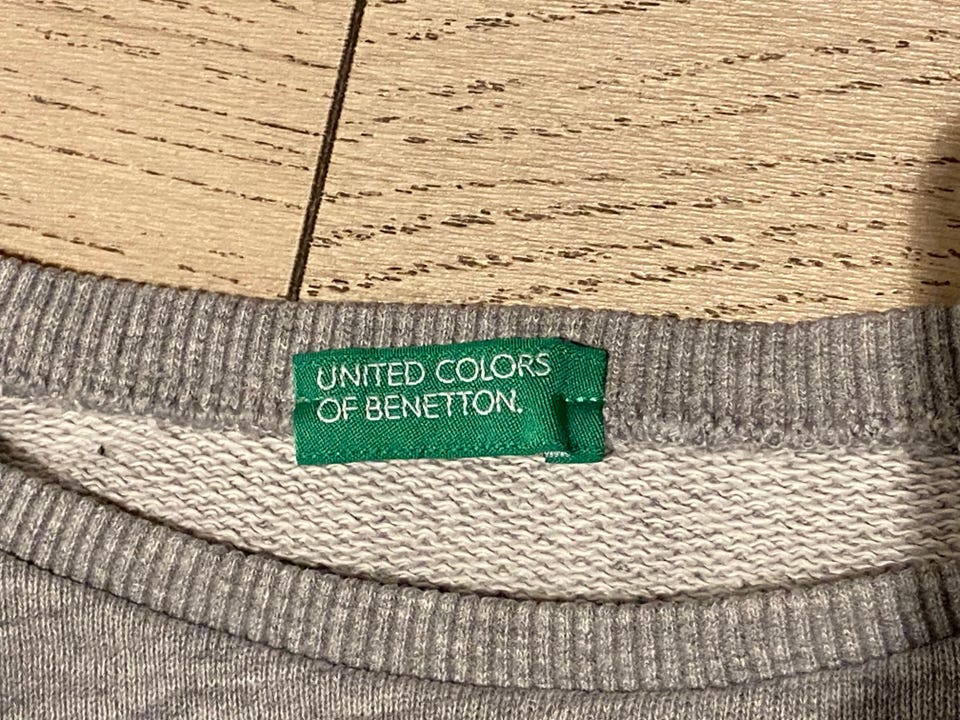 UNITED COLORS
OF BENETTON.